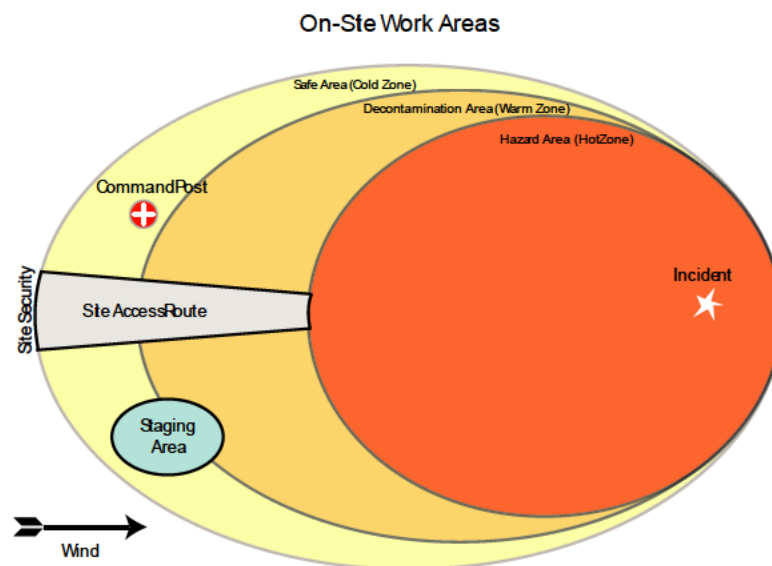 On-Ste Work Areas
Safe Area (Cold Zone)
Decontamination Area (Warm Zone)
Hazard Area (HotZone)
CommandPost
Incident
Site Security
Site AccessRoute
Staging
Area
Wind